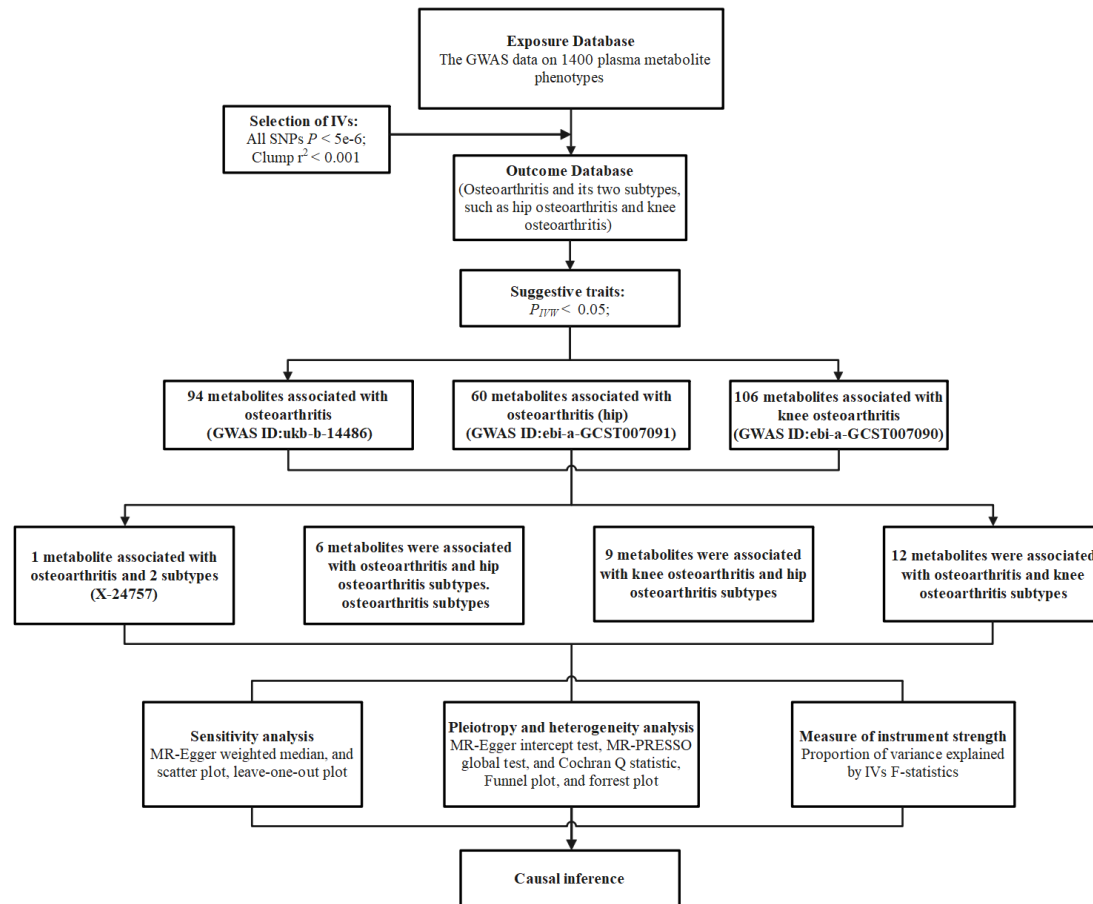 Exposure Database
The GWAS data on 1400 plasma metabolite
phenotypes
Selection of IVs:
All SNPs P < 5e-6;
Clump r² < 0.001
Outcome Database
(Osteoarthritis and its two subtypes,
such as hip osteoarthritis and knee
osteoarthritis)
Suggestive traits:
P_IVW < 0.05;
94 metabolites associated with
osteoarthritis
(GWAS ID:ukb-b-14486)
60 metabolites associated with
osteoarthritis (hip)
(GWAS ID:ebi-a-GCST007091)
106 metabolites associated with
knee osteoarthritis
(GWAS ID:ebi-a-GCST007090)
1 metabolite associated with
osteoarthritis and 2 subtypes
(X-24757)
6 metabolites were associated
with osteoarthritis and hip
osteoarthritis subtypes.
osteoarthritis subtypes
9 metabolites were associated
with knee osteoarthritis and hip
osteoarthritis subtypes
12 metabolites were associated
with osteoarthritis and knee
osteoarthritis subtypes
Sensitivity analysis
MR-Egger weighted median, and
scatter plot, leave-one-out plot
Pleiotropy and heterogeneity analysis
MR-Egger intercept test, MR-PRESSO
global test, and Cochran Q statistic,
Funnel plot, and forrest plot
Measure of instrument strength
Proportion of variance explained
by IVs F-statistics
Causal inference